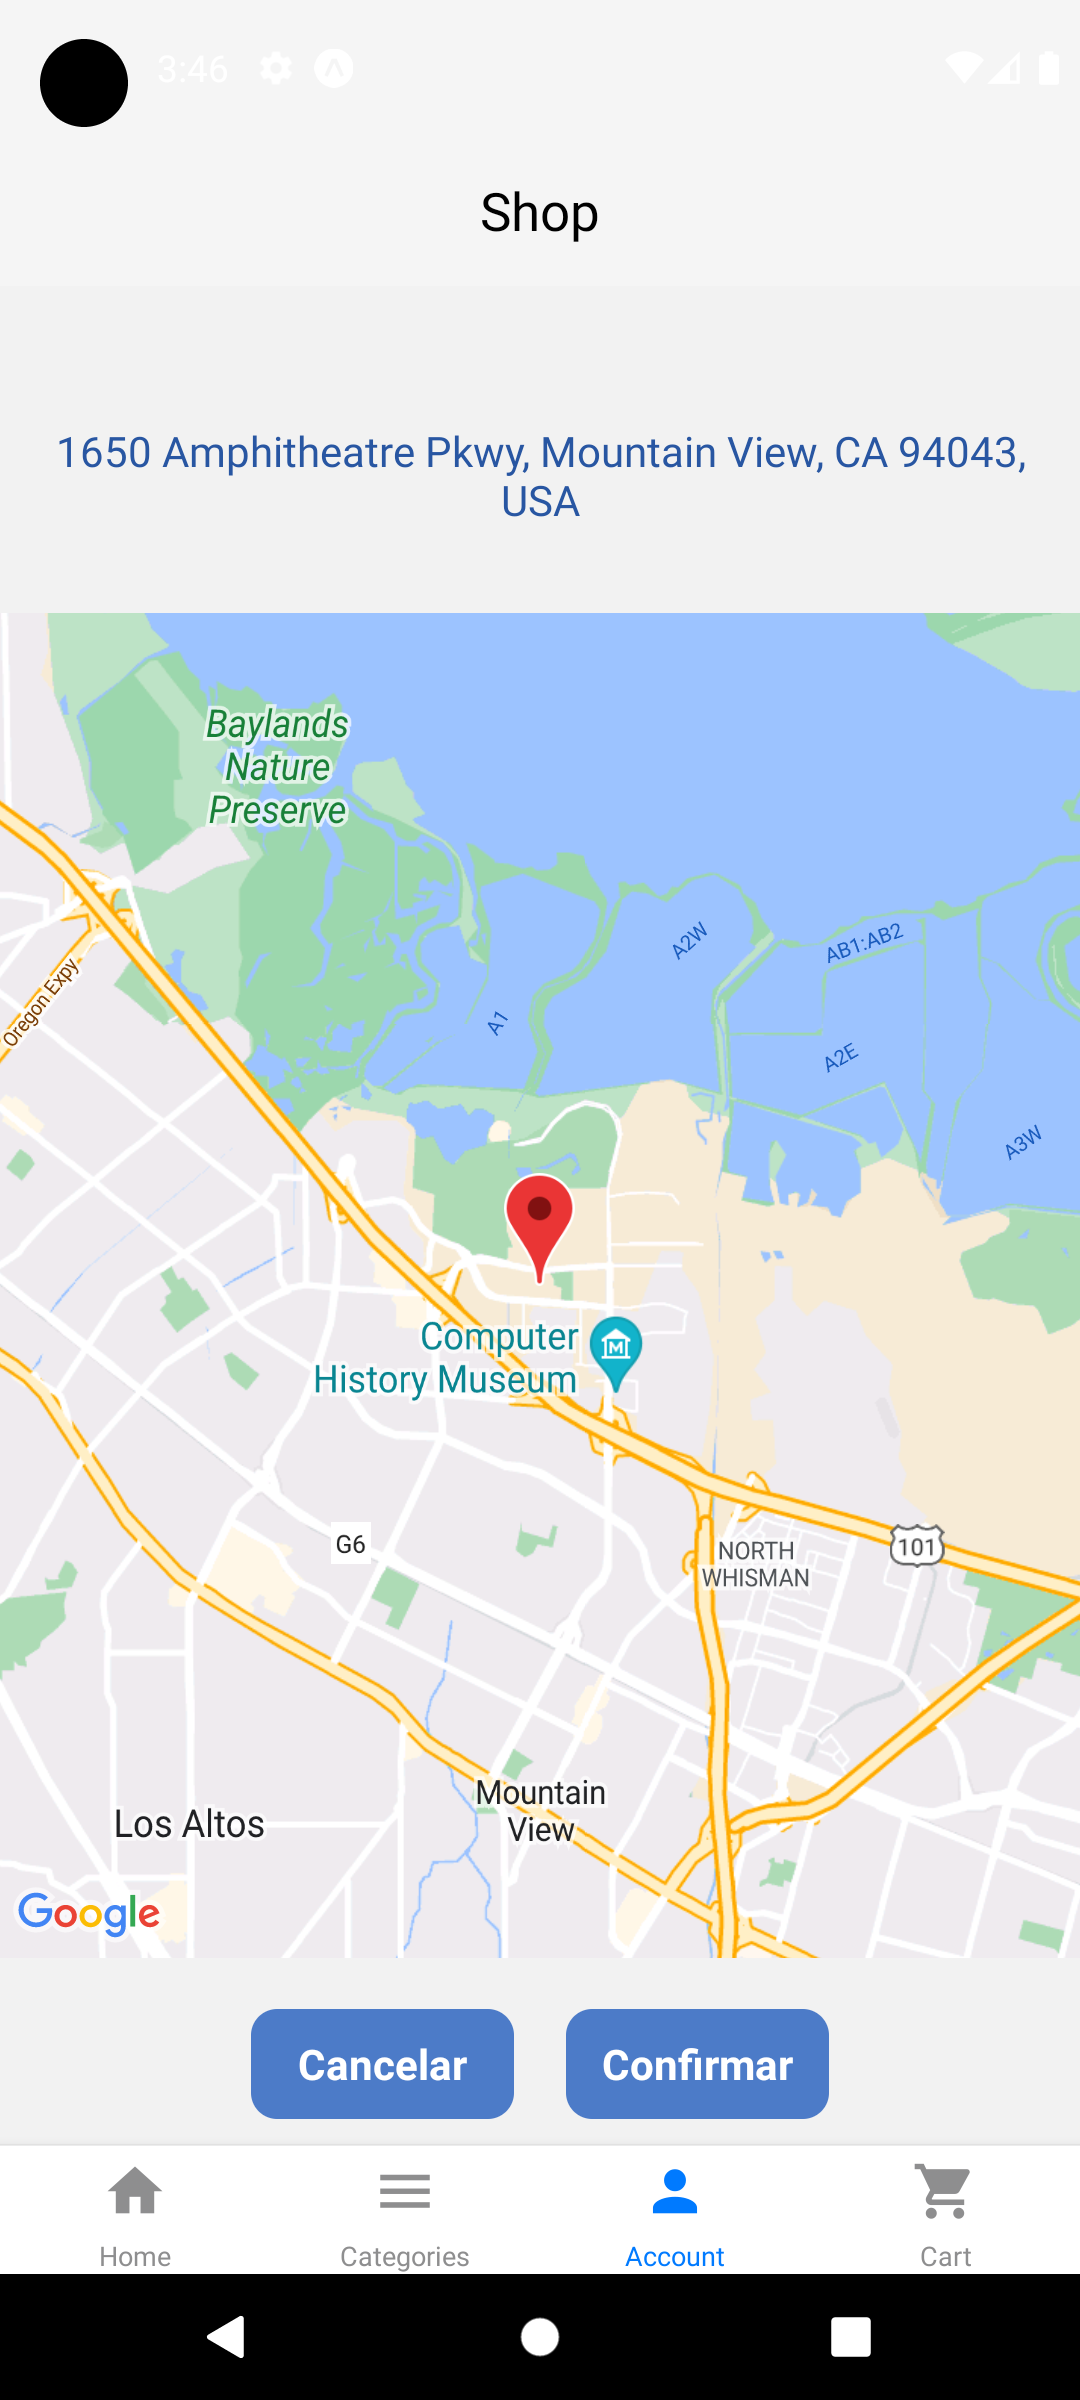 3:46
Shop
1650 Amphitheatre Pkwy, Mountain View, CA 94043,
USA
Baylands
Nature
Preserve
Oregon Expy
A1
A2W
AB1:AB2
A2E
A3W
Computer
History Museum
M
G6
NORTH
WHISMAN
101
Mountain
View
Los Altos
Google
Cancelar
Confirmar
Home
Categories
Account
Cart